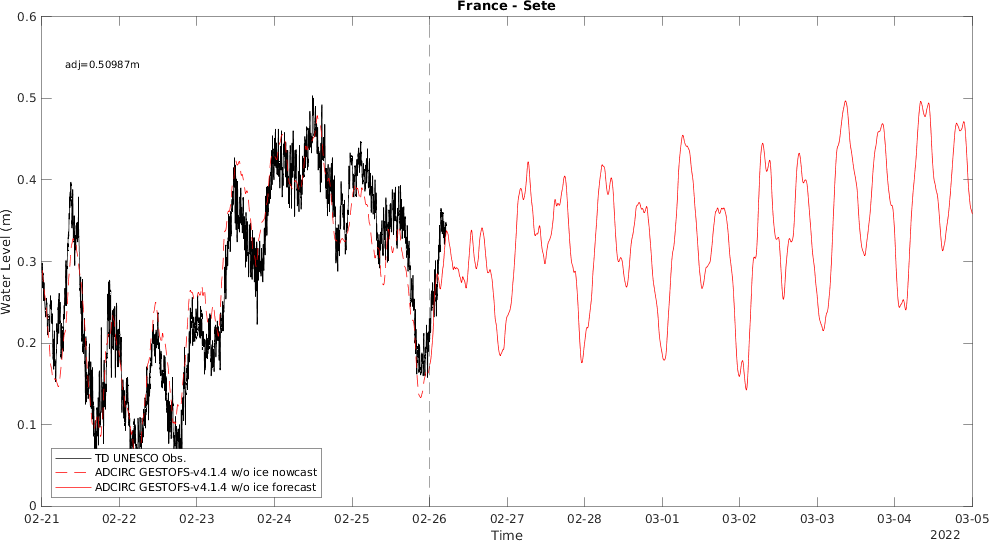 France - Sete
0.6
adj=0.50987m
0.5
0.4
0.3
0.2
0.1
0
Water Level (m)
TD UNESCO Obs.
ADCIRC GESTOFS-v4.1.4 w/o ice nowcast
ADCIRC GESTOFS-v4.1.4 w/o ice forecast
02-21 02-22 02-23 02-24 02-25 02-26 02-27 02-28 03-01 03-02 03-03 03-04 03-05
Time
2022